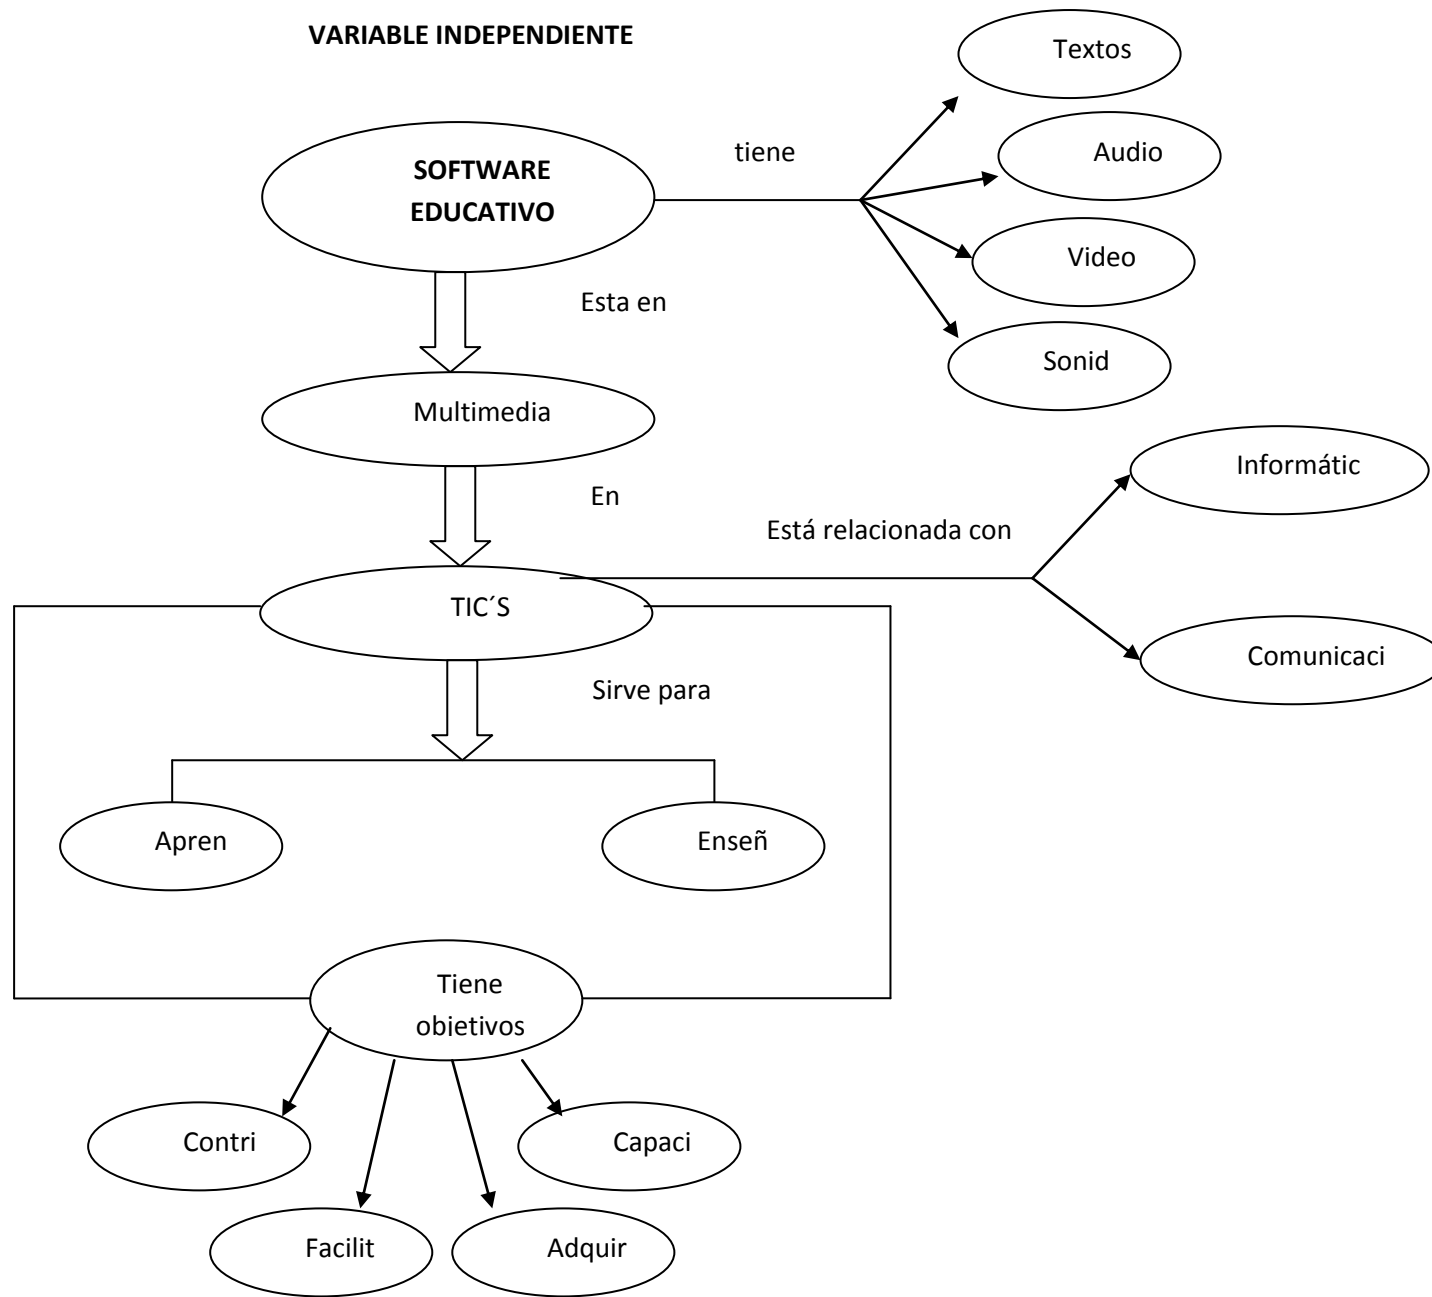 VARIABLE INDEPENDIENTE
Textos
tiene
Audio
SOFTWARE
EDUCATIVO
Video
Esta en
Sonid
Multimedia
Informátic
En
Está relacionada con
TIC´S
Comunicaci
Sirve para
Apren
Enseñ
Tiene
objetivos
Contri
Capaci
Facilit
Adquir